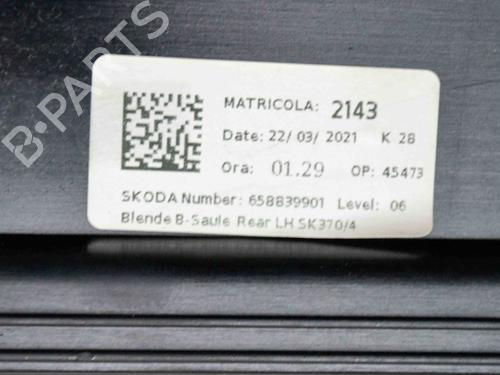 B-PARTS
MATRICOLA: 2143
Date: 22/ 03/ 2021 K 28
Ora: 01.29 OP: 45473
SKODA Number: 658839901 Level: 06
Blende B-Saule Rear LH SK370/4